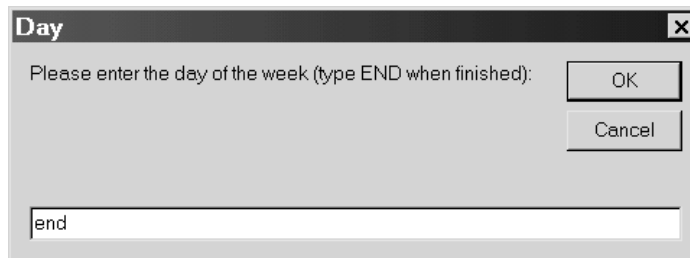 Day
Please enter the day of the week (type END when finished):
OK
Cancel
end